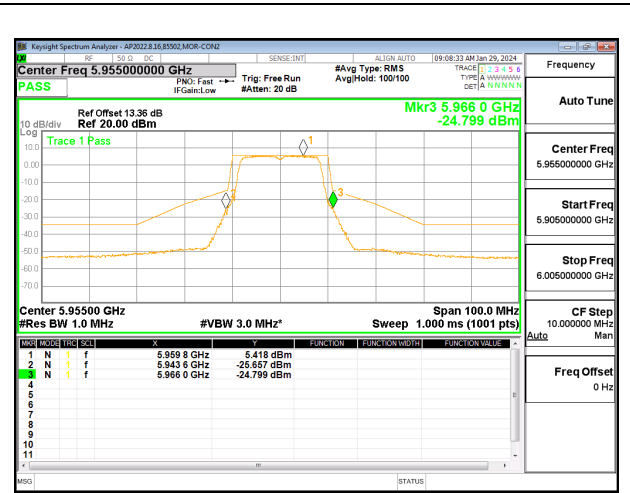 Keysight Spectrum Analyzer - AP2022.8.16,85502,MOR-CON2
RF 50 Ω DC SENSE:INT ALIGN AUTO 09:08:33 AM Jan 29, 2024
Center Freq 5.955000000 GHz
PASS
PNO: Fast
IFGain:Low
Trig: Free Run
#Atten: 20 dB
#Avg Type: RMS
Avg|Hold: 100/100
TRACE 1 2 3 4 5 6
TYPE A WWWWW
DET A N N N N N
Frequency
Auto Tune
Center Freq
5.955000000 GHz
Start Freq
5.905000000 GHz
Stop Freq
6.005000000 GHz
CF Step
10.000000 MHz
Auto Man
Freq Offset
0 Hz
Mkr3 5.966 0 GHz
-24.799 dBm
Ref Offset 13.36 dB
10 dB/div Ref 20.00 dBm
Log
Trace 1 Pass
10.0
0.00
-10.0
-20.0
-30.0
-40.0
-50.0
-60.0
-70.0
1
2
3
Center 5.95500 GHz Span 100.0 MHz
#Res BW 1.0 MHz #VBW 3.0 MHz* Sweep 1.000 ms (1001 pts)
MKR MODE TRC SCL X Y FUNCTION FUNCTION WIDTH FUNCTION VALUE
1 N 1 f 5.959 8 GHz 5.418 dBm
2 N 1 f 5.943 6 GHz -25.657 dBm
3 N 1 f 5.966 0 GHz -24.799 dBm
4
5
6
7
8
9
10
11
MSG STATUS